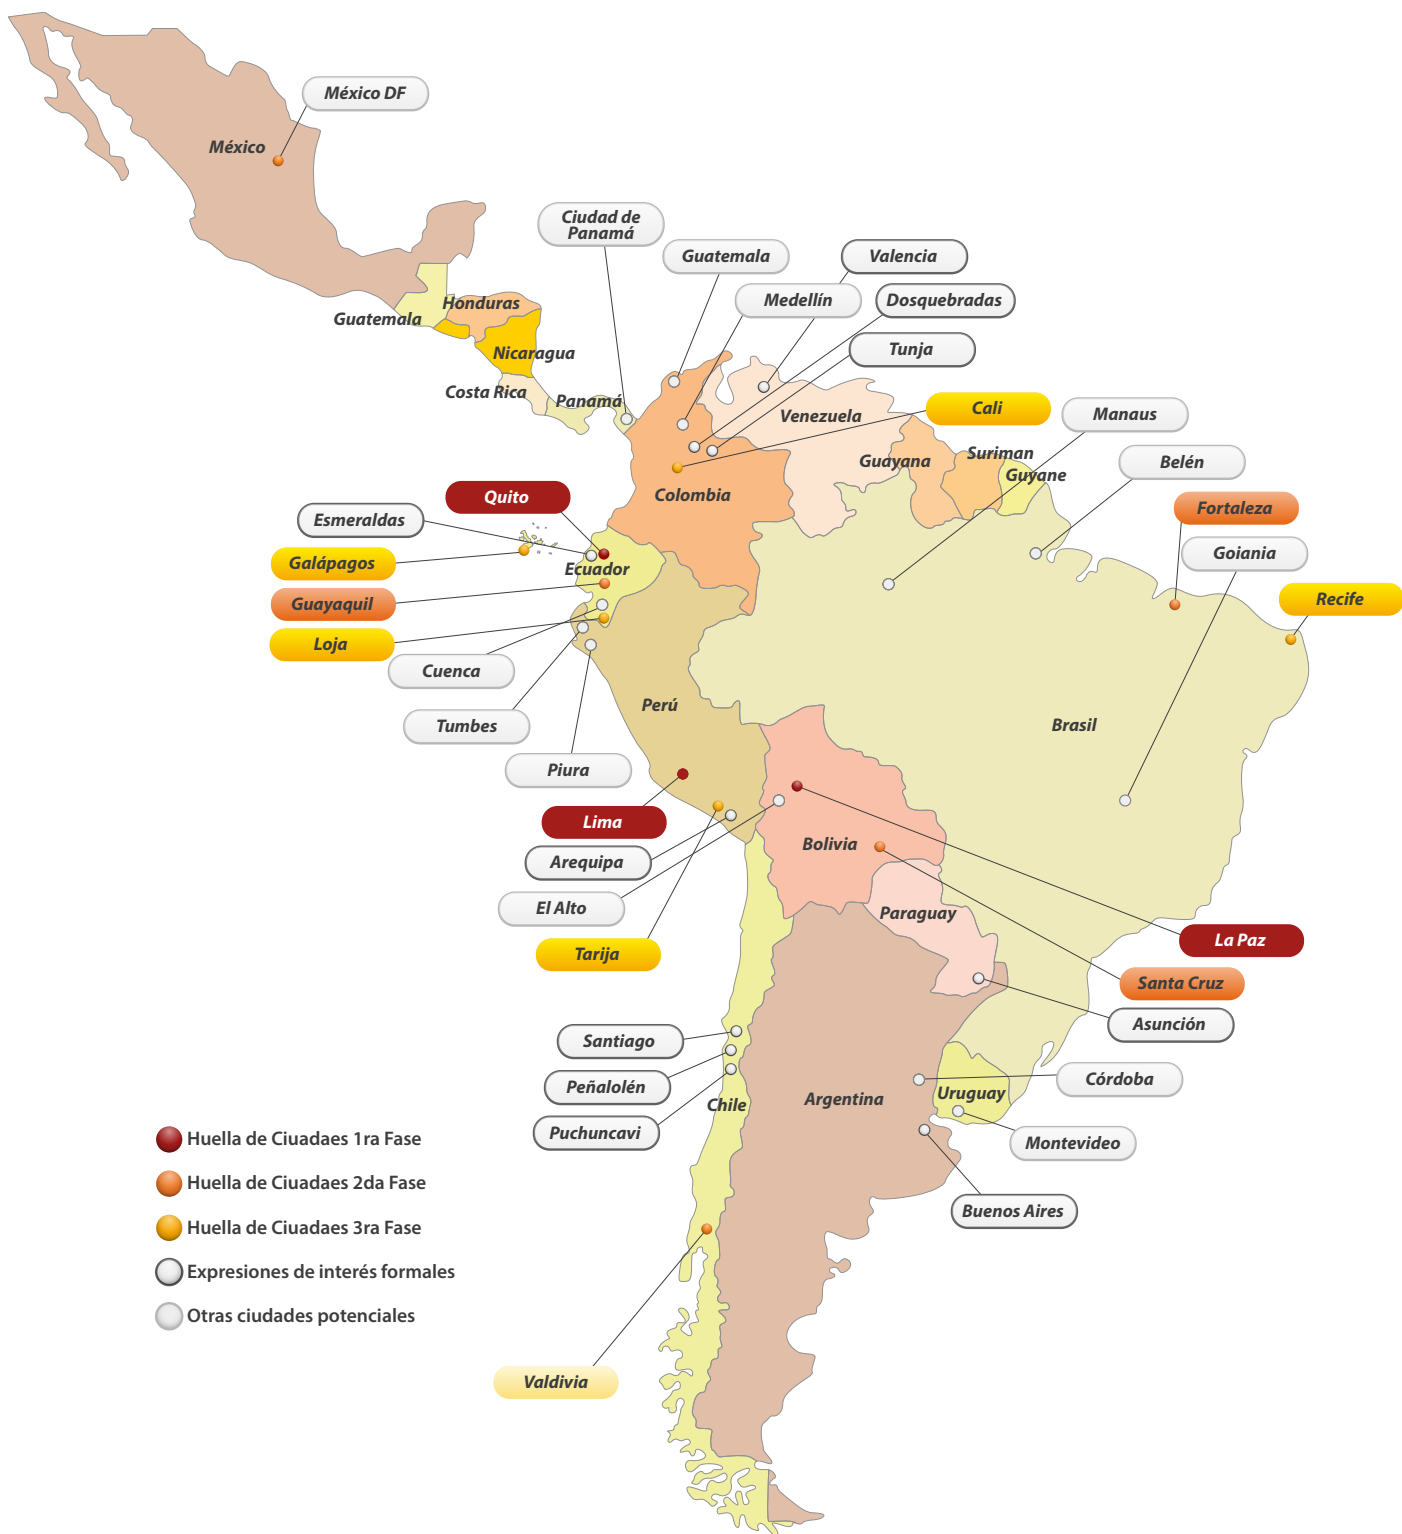 México DF
México
Ciudad de
Panamá
Guatemala
Valencia
Medellín
Dosquebradas
Honduras
Guatemala
Tunja
Nicaragua
Costa Rica
Panamá
Venezuela
Cali
Manaus
Suriman
Guayana
Belén
Guyane
Quito
Colombia
Fortaleza
Esmeraldas
Goiania
Galápagos
Ecuador
Guayaquil
Recife
Loja
Cuenca
Perú
Tumbes
Brasil
Piura
Lima
Bolivia
Arequipa
El Alto
Paraguay
La Paz
Tarija
Santa Cruz
Asunción
Santiago
Peñalolén
Córdoba
Uruguay
Argentina
Chile
Puchuncavi
Montevideo
Huella de Ciuadaes 1ra Fase
Huella de Ciuadaes 2da Fase
Buenos Aires
Huella de Ciuadaes 3ra Fase
Expresiones de interés formales
Otras ciudades potenciales
Valdivia